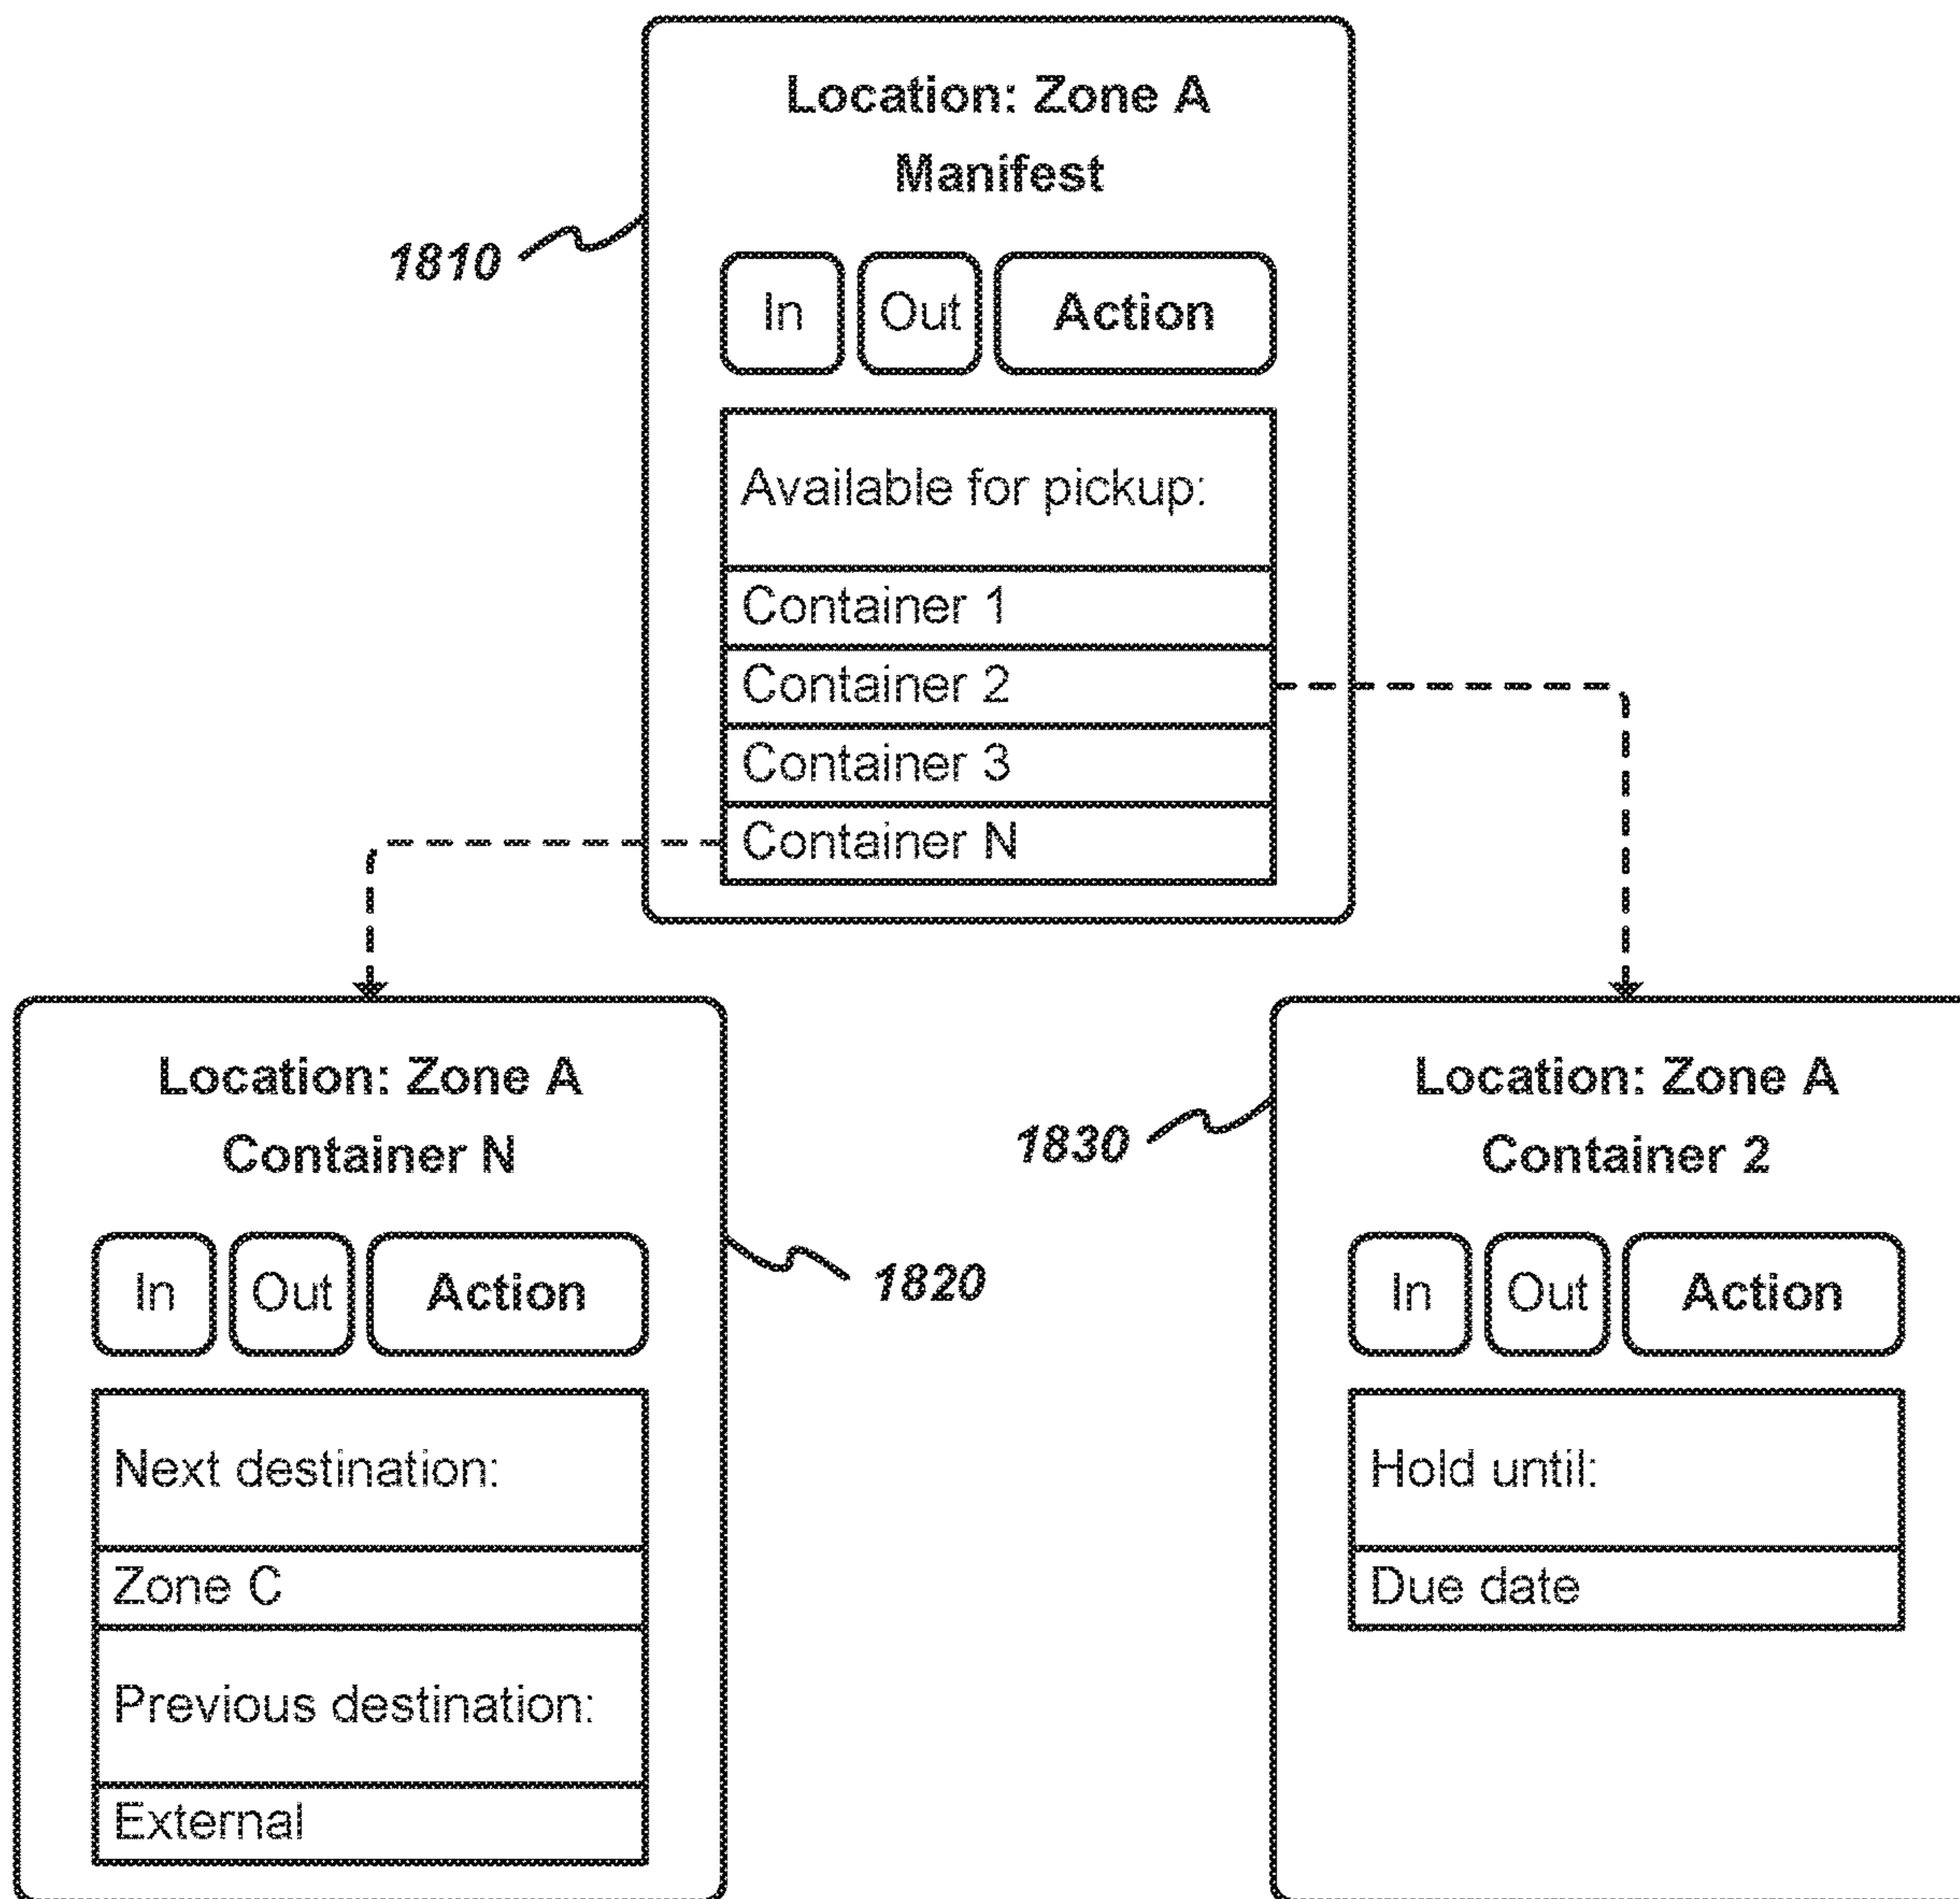 Location: Zone A
Manifest
1810
In Out Action
Available for pickup:
Container 1
Container 2
Container 3
Container N
Location: Zone A
Container N
1820
In Out Action
Next destination:
Zone C
Previous destination:
External
Location: Zone A
Container 2
1830
In Out Action
Hold until:
Due date